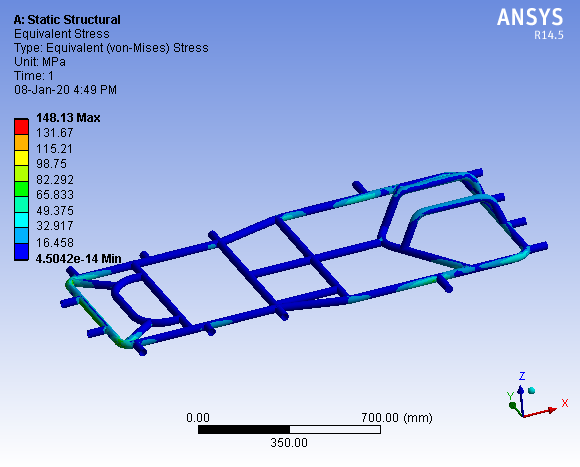 A: Static Structural
Equivalent Stress
Type: Equivalent (von-Mises) Stress
Unit: MPa
Time: 1
08-Jan-20 4:49 PM
ANSYS
R14.5
148.13 Max
131.67
115.21
98.75
82.292
65.833
49.375
32.917
16.458
4.5042e-14 Min
0.00
700.00 (mm)
350.00
Z
Y
X